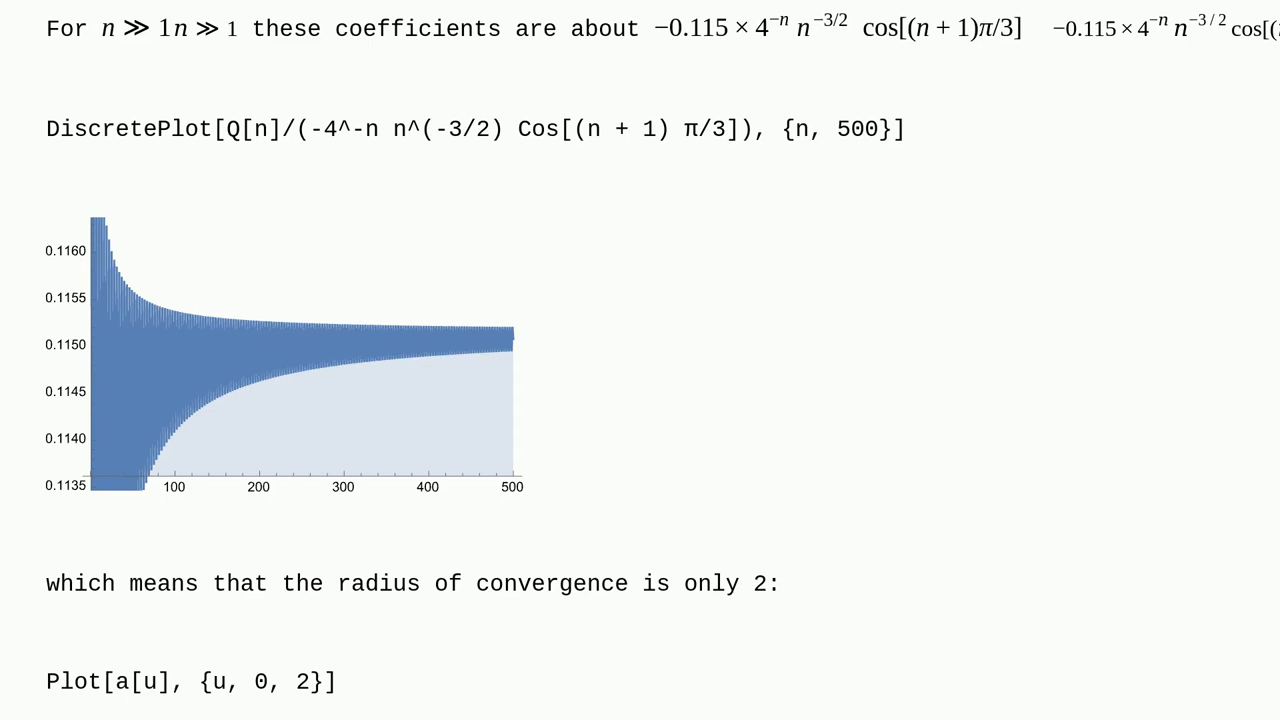 For n ≫ 1n ≫ 1 these coefficients are about −0.115 × 4^−n n^−3/2 cos[(n + 1)π/3] −0.115×4^−n n^−3/2 cos[(
DiscretePlot[Q[n]/(-4^-n n^(-3/2) Cos[(n + 1) π/3]), {n, 500}]
0.1160
0.1155
0.1150
0.1145
0.1140
0.1135
100 200 300 400 500
which means that the radius of convergence is only 2:
Plot[a[u], {u, 0, 2}]